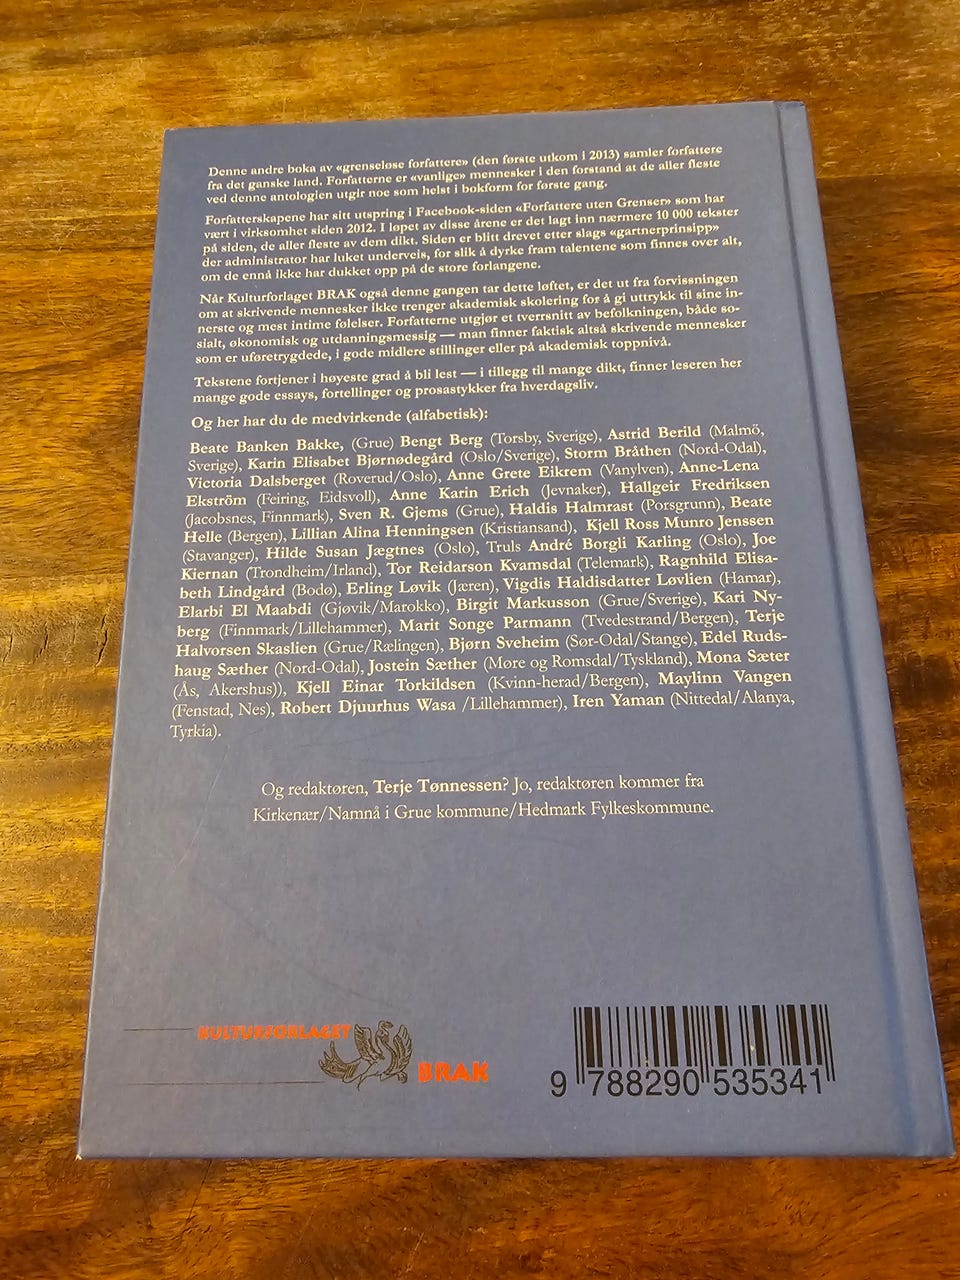 Denne andre boka av «grenseløse forfattere» (den første utkom i 2013) samler forfattere
fra det ganske land. Forfatterne er «vanlige» mennesker i den forstand at de aller fleste
ved denne antologien utgir noe som helst i bokform for første gang.
Forfatterskapene har sitt utspring i Facebook-siden «Forfattere uten Grenser» som har
vært i virksomhet siden 2012. I løpet av disse årene er det lagt inn nærmere 10 000 tekster
på siden, de aller fleste av dem dikt. Siden er blitt drevet etter slags «gartnerprinsipp»
der administrator har luket underveis, for slik å dyrke fram talentene som finnes over alt,
om de ennå ikke har dukket opp på de store forlangene.
Når Kulturforlaget BRAK også denne gangen tar dette løftet, er det ut fra forvissningen
om at skrivende mennesker ikke trenger akademisk skolering for å gi uttrykk til sine in-
nerste og mest intime følelser. Forfatterne utgjør et tverrsnitt av befolkningen, både so-
sialt, økonomisk og utdanningsmessig — man finner faktisk altså skrivende mennesker
som er uføretrygdede, i gode midlere stillinger eller på akademisk toppnivå.
Tekstene fortjener i høyeste grad å bli lest — i tillegg til mange dikt, finner leseren her
mange gode essays, fortellinger og prosastykker fra hverdagsliv.
Og her har du de medvirkende (alfabetisk):
Beate Banken Bakke, (Grue) Bengt Berg (Torsby, Sverige), Astrid Berild (Malmö,
Sverige), Karin Elisabet Bjørnødegård (Oslo/Sverige), Storm Bråthen (Nord-Odal),
Victoria Dalsberget (Roverud/Oslo), Anne Grete Eikrem (Vanylven), Anne-Lena
Ekström (Feiring, Eidsvoll), Anne Karin Erich (Jevnaker), Hallgeir Fredriksen
(Jacobsnes, Finnmark), Sven R. Gjems (Grue), Haldis Halmrast (Porsgrunn), Beate
Helle (Bergen), Lillian Alina Henningsen (Kristiansand), Kjell Ross Munro Jenssen
(Stavanger), Hilde Susan Jægtnes (Oslo), Truls André Borgli Karling (Oslo), Joe
Kiernan (Trondheim/Irland), Tor Reidarson Kvamsdal (Telemark), Ragnhild Elisa-
beth Lindgård (Bodø), Erling Løvik (Jæren), Vigdis Haldisdatter Løvlien (Hamar),
Elarbi El Maabdi (Gjøvik/Marokko), Birgit Markusson (Grue/Sverige), Kari Ny-
berg (Finnmark/Lillehammer), Marit Songe Parmann (Tvedestrand/Bergen), Terje
Halvorsen Skaslien (Grue/Rælingen), Bjørn Sveheim (Sør-Odal/Stange), Edel Ruds-
haug Sæther (Nord-Odal), Jostein Sæther (Møre og Romsdal/Tyskland), Mona Sæter
(Ås, Akershus)), Kjell Einar Torkildsen (Kvinn-herad/Bergen), Maylinn Vangen
(Fenstad, Nes), Robert Djuurhus Wasa /Lillehammer), Iren Yaman (Nittedal/Alanya,
Tyrkia).
Og redaktøren, Terje Tønnessen? Jo, redaktøren kommer fra
Kirkenær/Namnå i Grue kommune/Hedmark Fylkeskommune.
KULTURFORLAGET
BRAK
9 788290 535341